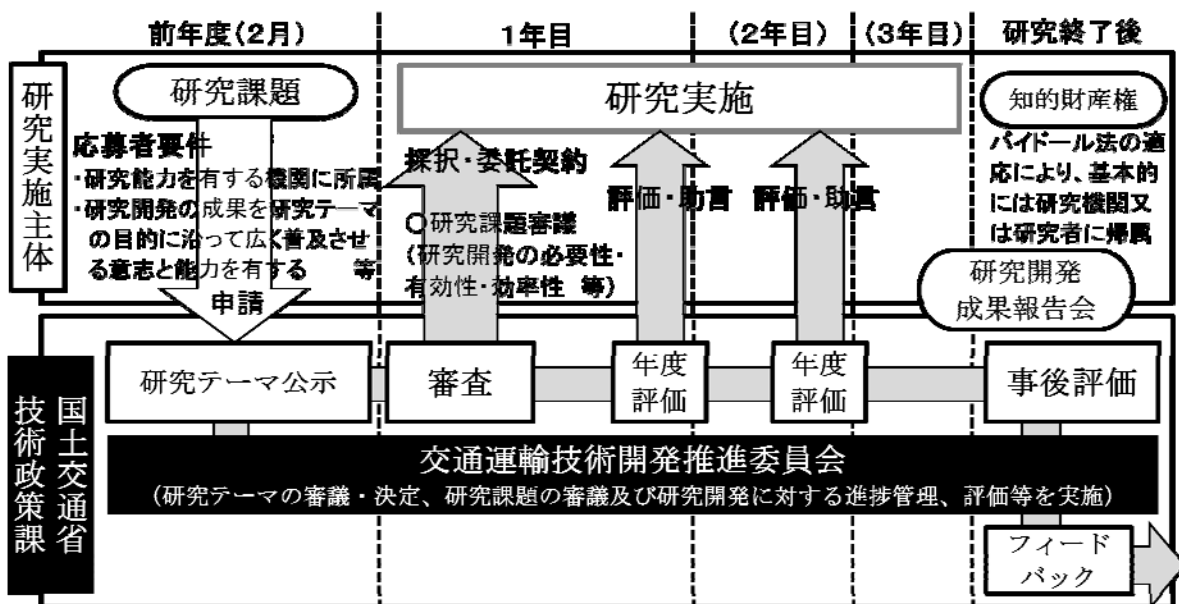 前年度(2月)
1年目
(2年目)
(3年目)
研究終了後
研究実施主体
研究課題
応募者要件
・研究能力を有する機関に所属
・研究開発の成果を研究テーマ
の目的に沿って広く普及させ
る意志と能力を有する 等
申請
研究実施
採択・委託契約
〇研究課題審議
(研究開発の必要性・
有効性・効率性 等)
評価・助言
評価・助言
知的財産権
バイドール法の適
応により、基本的
には研究機関又
は研究者に帰属
研究開発
成果報告会
国土交通省
技術政策課
研究テーマ公示
審査
年度
評価
年度
評価
事後評価
交通運輸技術開発推進委員会
(研究テーマの審議・決定、研究課題の審議及び研究開発に対する進捗管理、評価等を実施)
フィード
バック